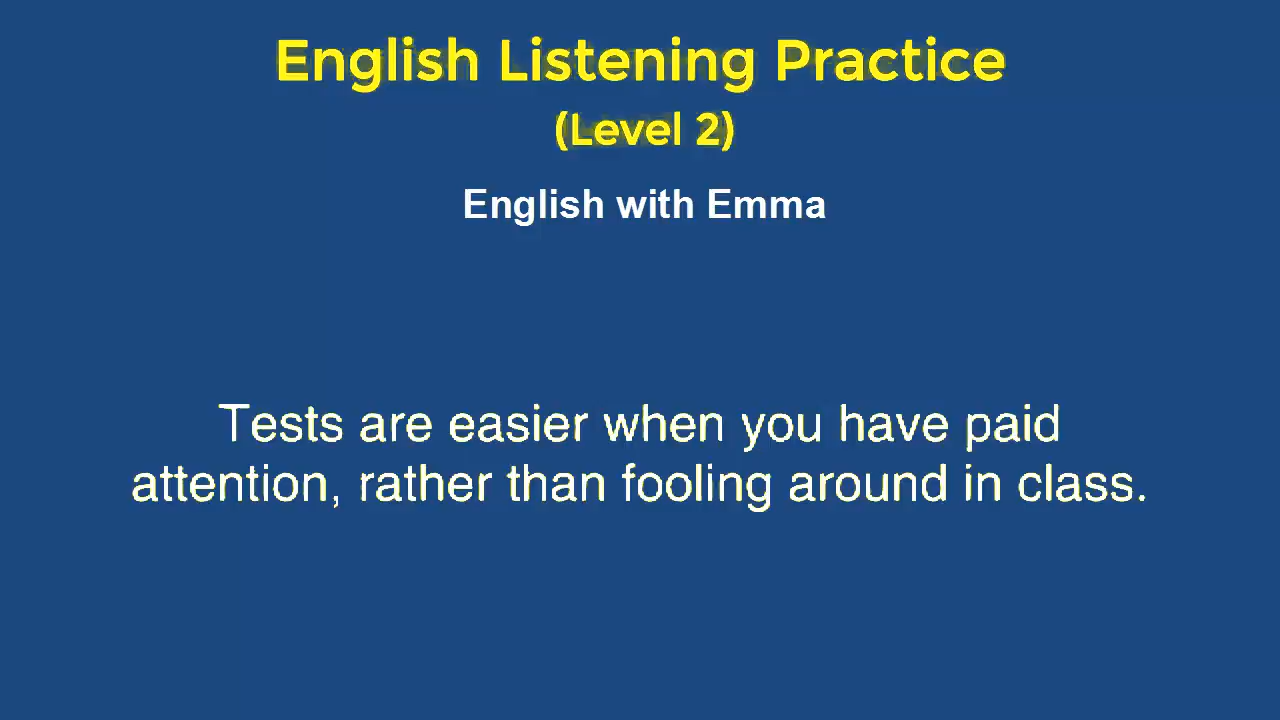 English Listening Practice
(Level 2)
English with Emma
Tests are easier when you have paid
attention, rather than fooling around in class.